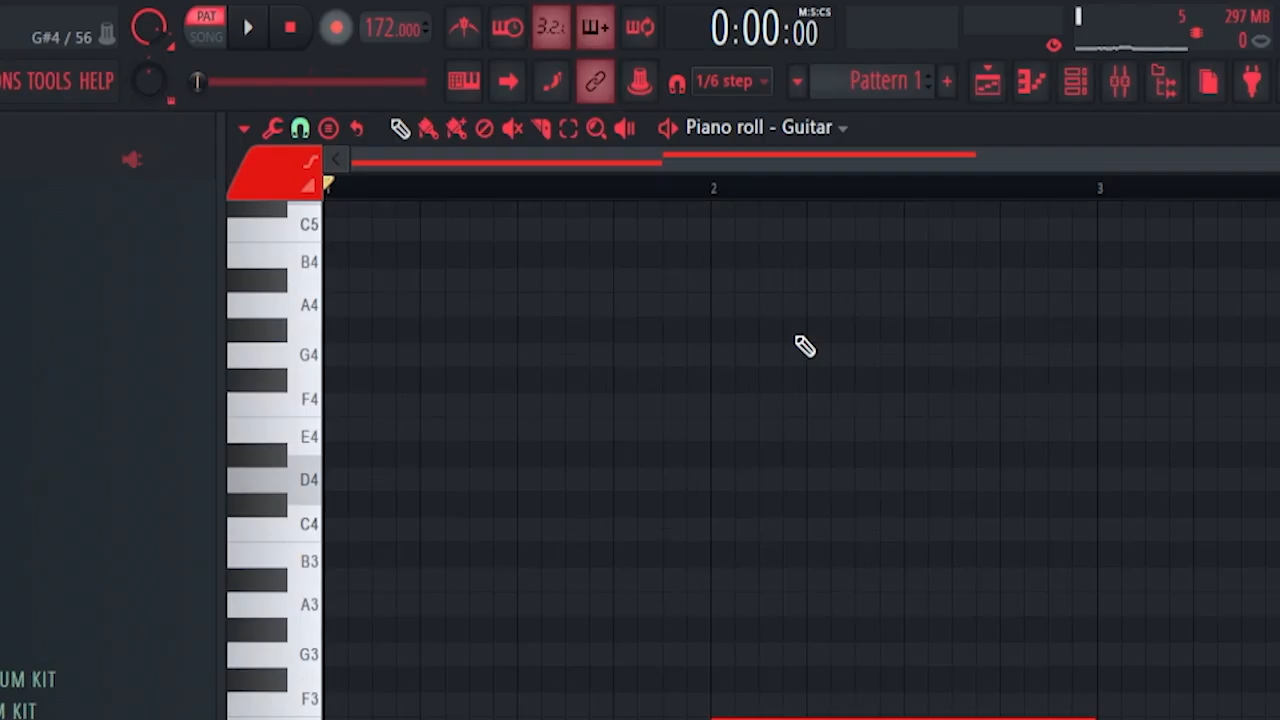 G#4 / 56
PAT
SONG
172.000
3.2.
0:00:00
M:S:CS
5
297 MB
0
ONS TOOLS HELP
1/6 step
Pattern 1
+
Piano roll - Guitar
1
2
3
C5
B4
A4
G4
F4
E4
D4
C4
B3
A3
G3
F3
UM KIT
M KIT